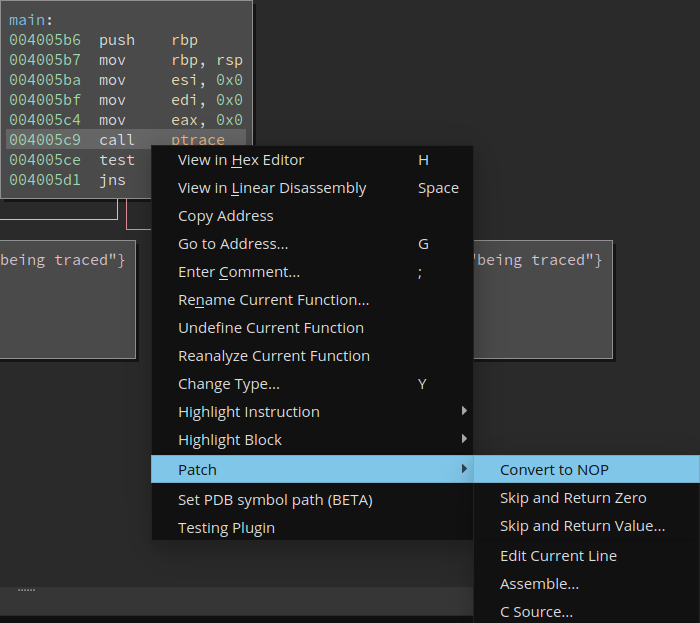 main:
004005b6 push rbp
004005b7 mov rbp, rsp
004005ba mov esi, 0x0
004005bf mov edi, 0x0
004005c4 mov eax, 0x0
004005c9 call ptrace
004005ce test
004005d1 jns
being traced"}
being traced"}
View in Hex Editor H
View in Linear Disassembly Space
Copy Address
Go to Address... G
Enter Comment... ;
Rename Current Function...
Undefine Current Function
Reanalyze Current Function
Change Type... Y
Highlight Instruction
Highlight Block
Patch
Set PDB symbol path (BETA)
Testing Plugin
Convert to NOP
Skip and Return Zero
Skip and Return Value...
Edit Current Line
Assemble...
C Source...